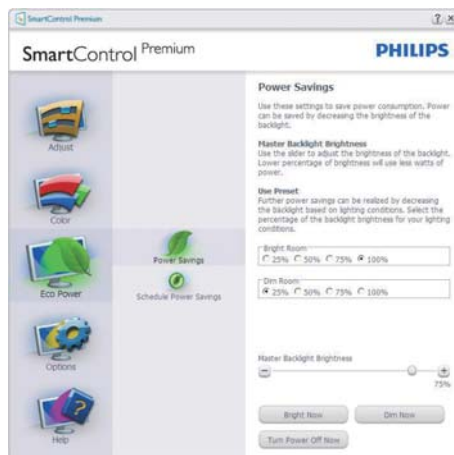 SmartControl Premium
SmartControl Premium
PHILIPS
Adjust
Color
Eco Power
Options
Help
Power Savings
Schedule Power Savings
Power Savings
Use these settings to save power consumption. Power
can be saved by decreasing the brightness of the
backlight.
Master Backlight Brightness
Use the slider to adjust the brightness of the backlight.
Lower percentage of brightness will use less watts of
power.
Use Preset
Further power savings can be realized by decreasing
the backlight based on lighting conditions. Select the
percentage of the backlight brightness for your lighting
conditions.
Bright Room
25% 50% 75% 100%
Dim Room
25% 50% 75% 100%
Master Backlight Brightness
75%
Bright Now Dim Now
Turn Power Off Now